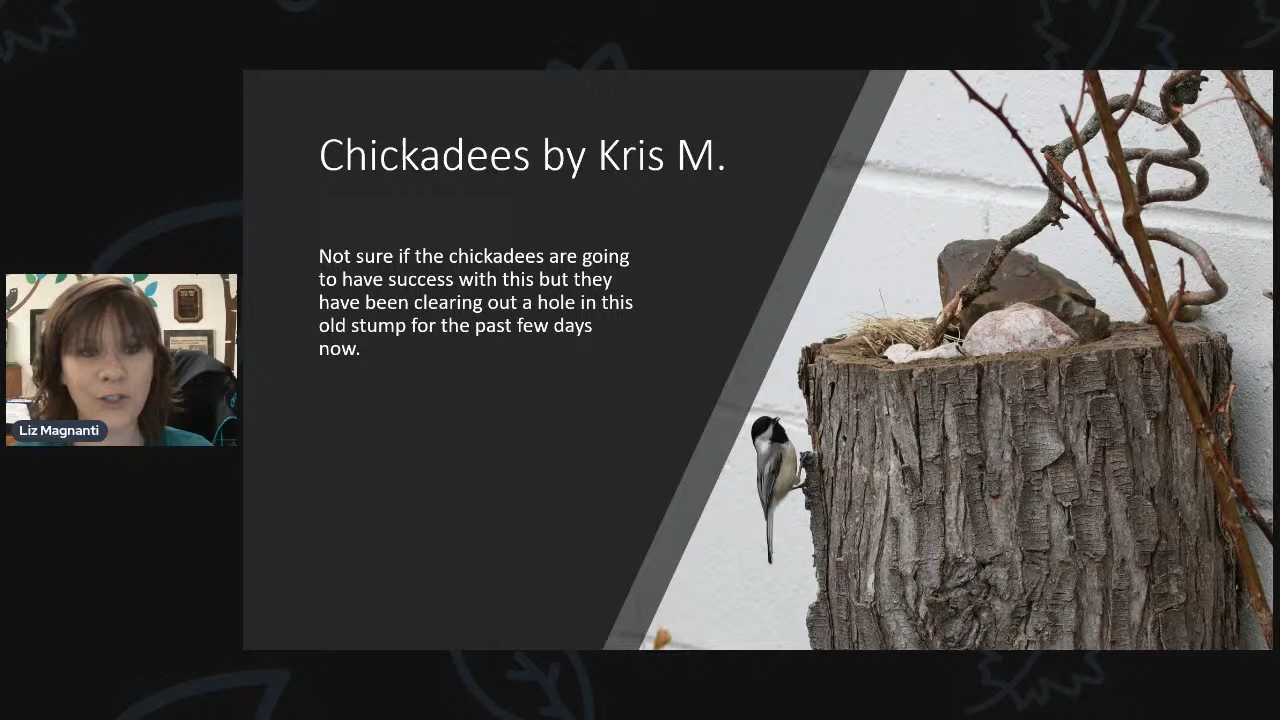 Chickadees by Kris M.
Not sure if the chickadees are going
to have success with this but they
have been clearing out a hole in this
old stump for the past few days
now.
Liz Magnanti